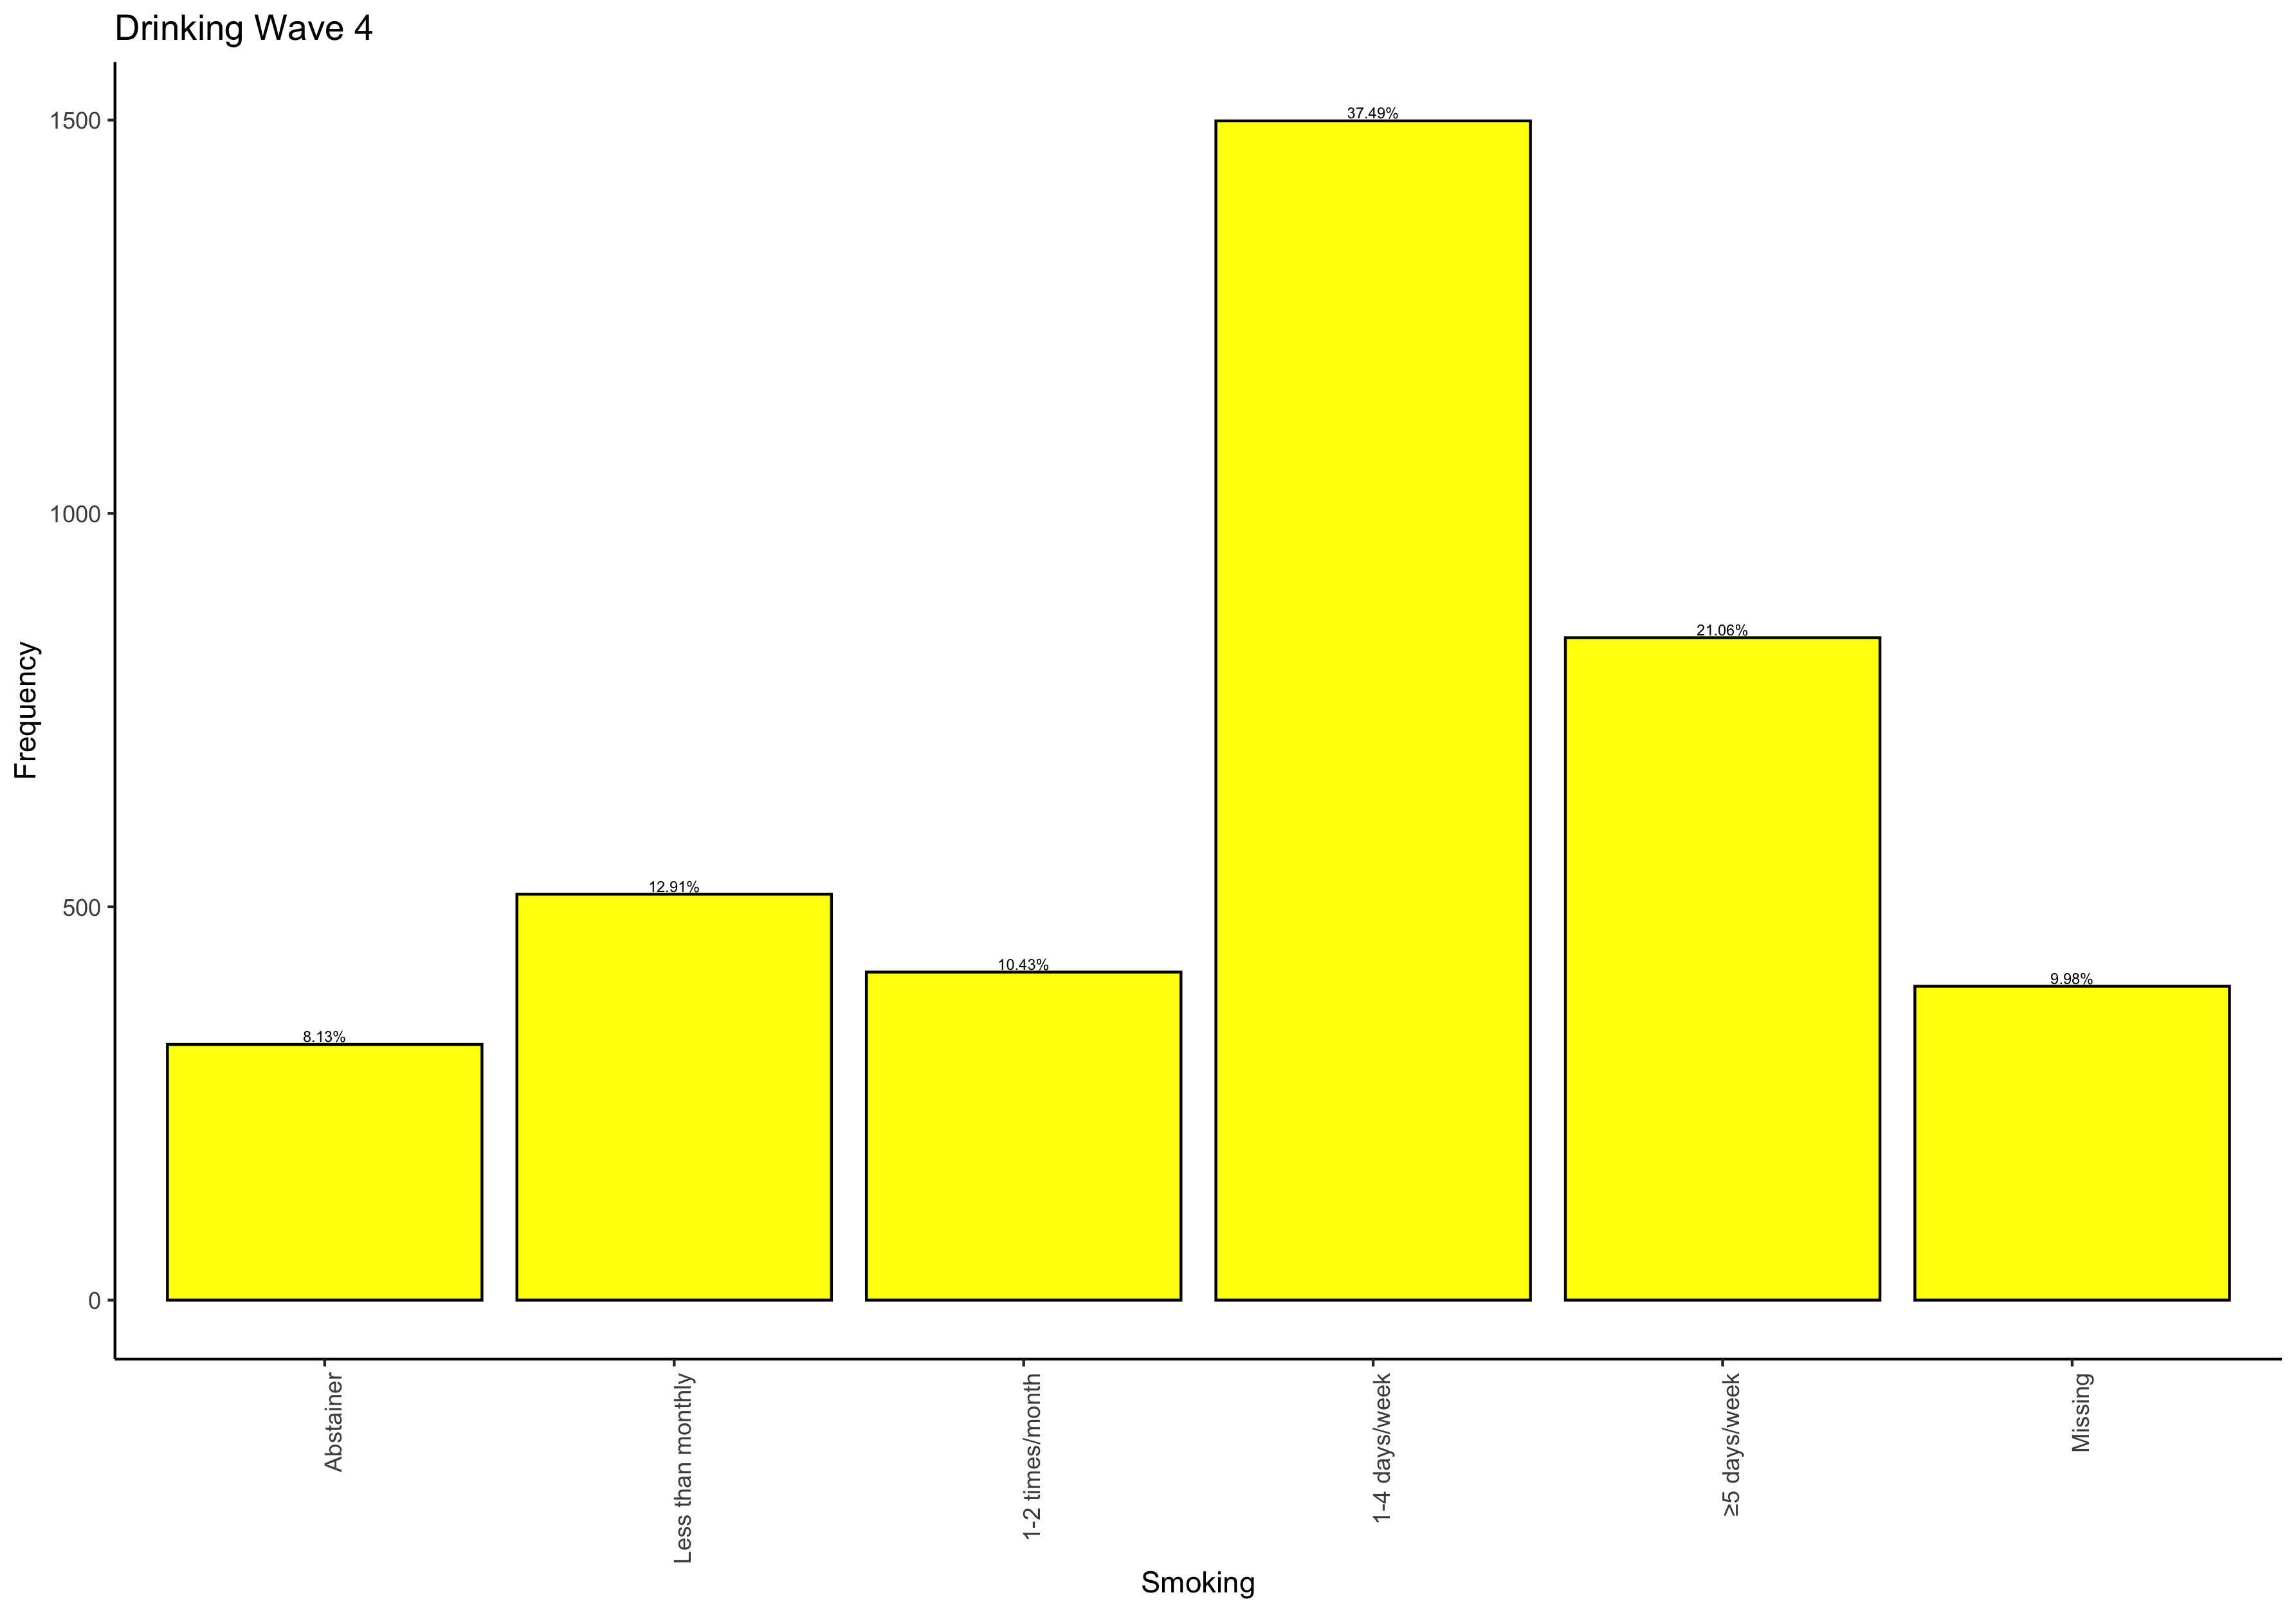 Drinking Wave 4
Frequency
1500
1000
500
0
8.13%
12.91%
10.43%
37.49%
21.06%
9.98%
Abstainer
Less than monthly
1-2 times/month
1-4 days/week
≥5 days/week
Missing
Smoking